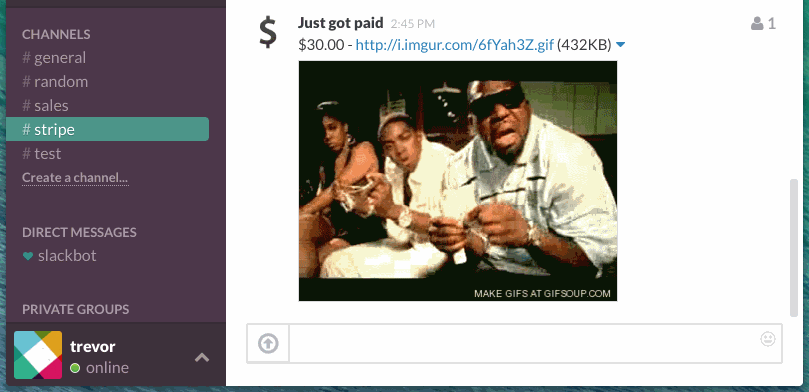 CHANNELS
# general
# random
# sales
# stripe
# test
Create a channel...
DIRECT MESSAGES
slackbot
PRIVATE GROUPS
trevor
online
Just got paid 2:45 PM
1
$30.00 - http://i.imgur.com/6fYah3Z.gif (432KB)
MAKE GIFS AT GIFSOUP.COM